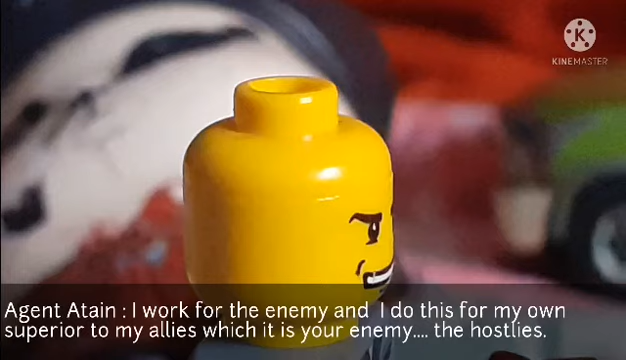 K
KINEMASTER
Agent Atain : I work for the enemy and I do this for my own
superior to my allies which it is your enemy.... the hostlies.